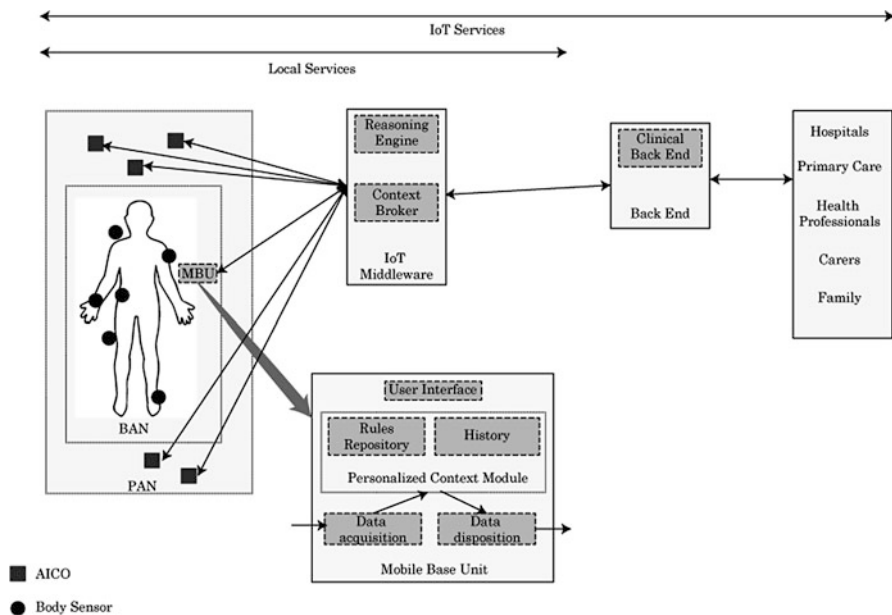 IoT Services
Local Services
Reasoning
Engine
Context
Broker
IoT
Middleware
Clinical
Back End
Back End
Hospitals
Primary Care
Health
Professionals
Carers
Family
MBU
BAN
PAN
User Interface
Rules
Repository
History
Personalized Context Module
Data
acquisition
Data
disposition
Mobile Base Unit
AICO
Body Sensor